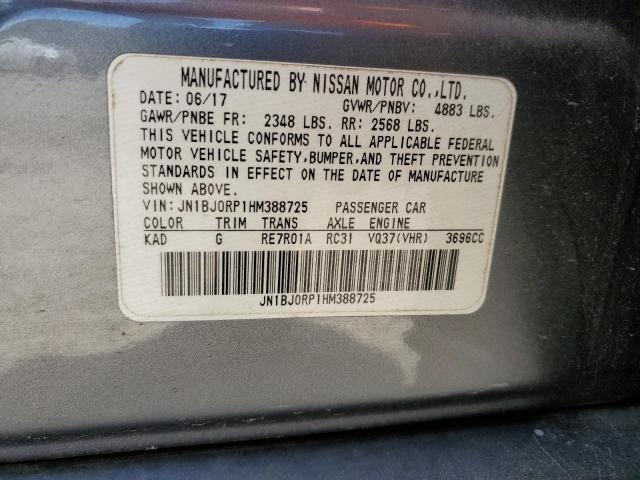 MANUFACTURED BY NISSAN MOTOR CO.,LTD.
DATE: 06/17 GVWR/PNBV: 4883 LBS.
GAWR/PNBE FR: 2348 LBS. RR: 2568 LBS.
THIS VEHICLE CONFORMS TO ALL APPLICABLE FEDERAL
MOTOR VEHICLE SAFETY,BUMPER,AND THEFT PREVENTION
STANDARDS IN EFFECT ON THE DATE OF MANUFACTURE
SHOWN ABOVE.
VIN:JN1BJ0RP1HM388725 PASSENGER CAR
COLOR TRIM TRANS AXLE ENGINE
KAD G RE7R01A RC31 VQ37(VHR) 3696CC
JN1BJ0RP1HM388725